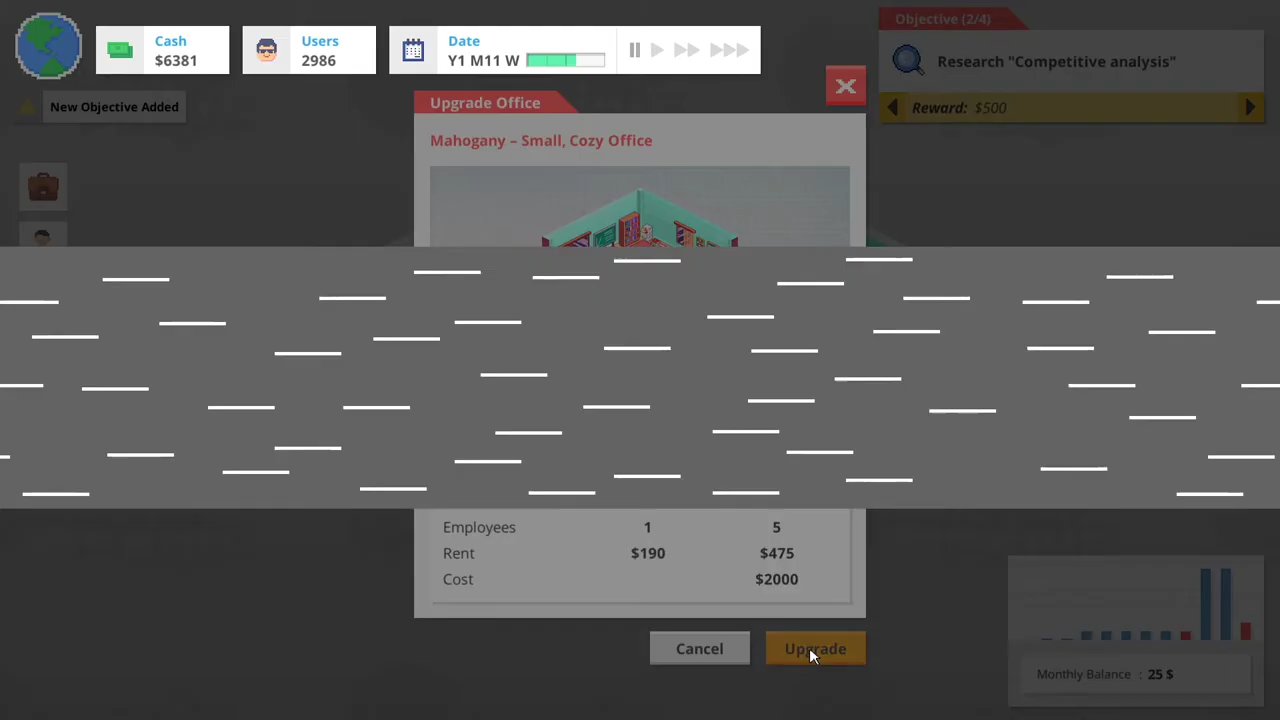 Cash
$6381
Users
2986
Date
Y1 M11 W
Objective (2/4)
Research "Competitive analysis"
Reward: $500
New Objective Added
Upgrade Office
Mahogany – Small, Cozy Office
Employees 1 5
Rent $190 $475
Cost $2000
Cancel
Upgrade
Monthly Balance : 25 $